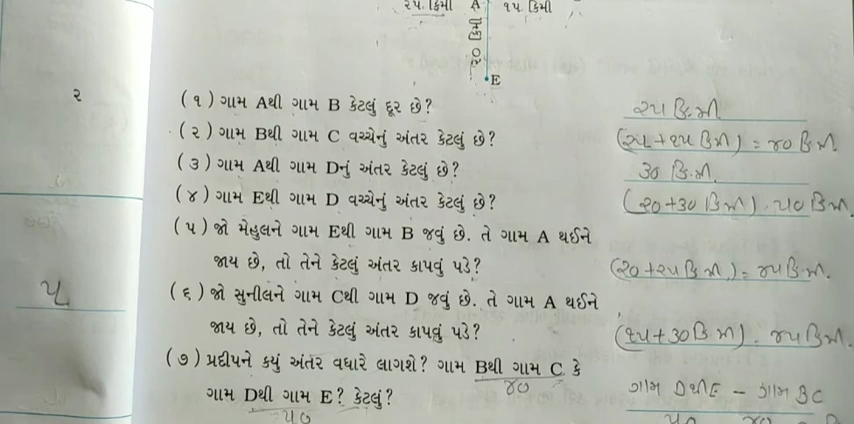 ૨૫ કિમી A ૧૫ કિમી
૨૦ કિમી
E
૨
(૧) ગામ Aથી ગામ B કેટલું દૂર છે? ૨૫ કિ.મી
(૨) ગામ Bથી ગામ C વચ્ચેનું અંતર કેટલું છે? (૨૫+૧૫ કિમી) = ૪૦ કિમી.
(૩) ગામ Aથી ગામ Dનું અંતર કેટલું છે? ૩૦ કિ.મી.
(૪) ગામ Eથી ગામ D વચ્ચેનું અંતર કેટલું છે? (૨૦+૩૦ કિમી) . ૫૦ કિમી.
(૫) જો મેહુલને ગામ Eથી ગામ B જવું છે. તે ગામ A થઈને
જાય છે, તો તેને કેટલું અંતર કાપવું પડે? (૨૦+૨૫ કિમી) = ૪૫ કિમી.
૫
(૬) જો સુનીલને ગામ Cથી ગામ D જવું છે. તે ગામ A થઈને
જાય છે, તો તેને કેટલું અંતર કાપવું પડે? (૧૫+૩૦ કિમી) . ૪૫ કિમી.
(૭) પ્રદીપને કયું અંતર વધારે લાગશે? ગામ Bથી ગામ C કે
૪૦ ગામ Dથી E - ગામ BC
ગામ Dથી ગામ E? કેટલું?
૫૦ ૫૦ ૪૦